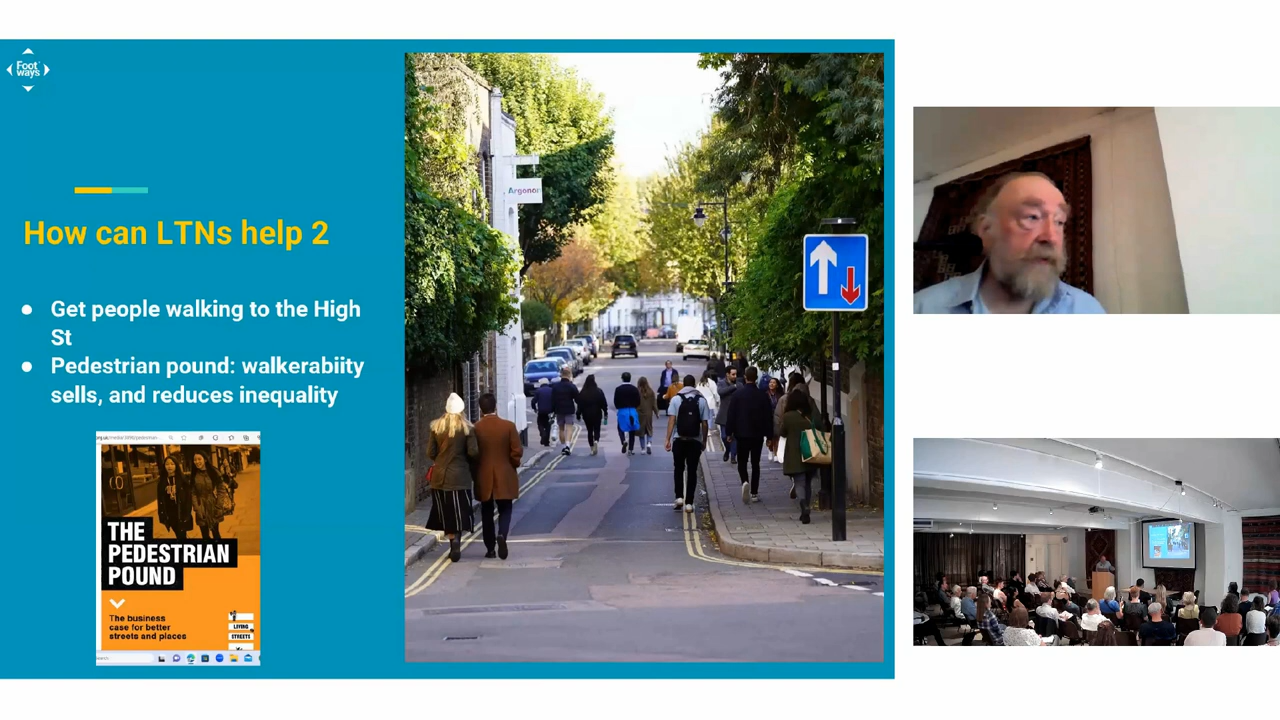 Foot
ways
How can LTNs help 2
Get people walking to the High
St
Pedestrian pound: walkerabiity
sells, and reduces inequality
THE
PEDESTRIAN
POUND
The business
case for better
streets and places
LIVING
STREETS